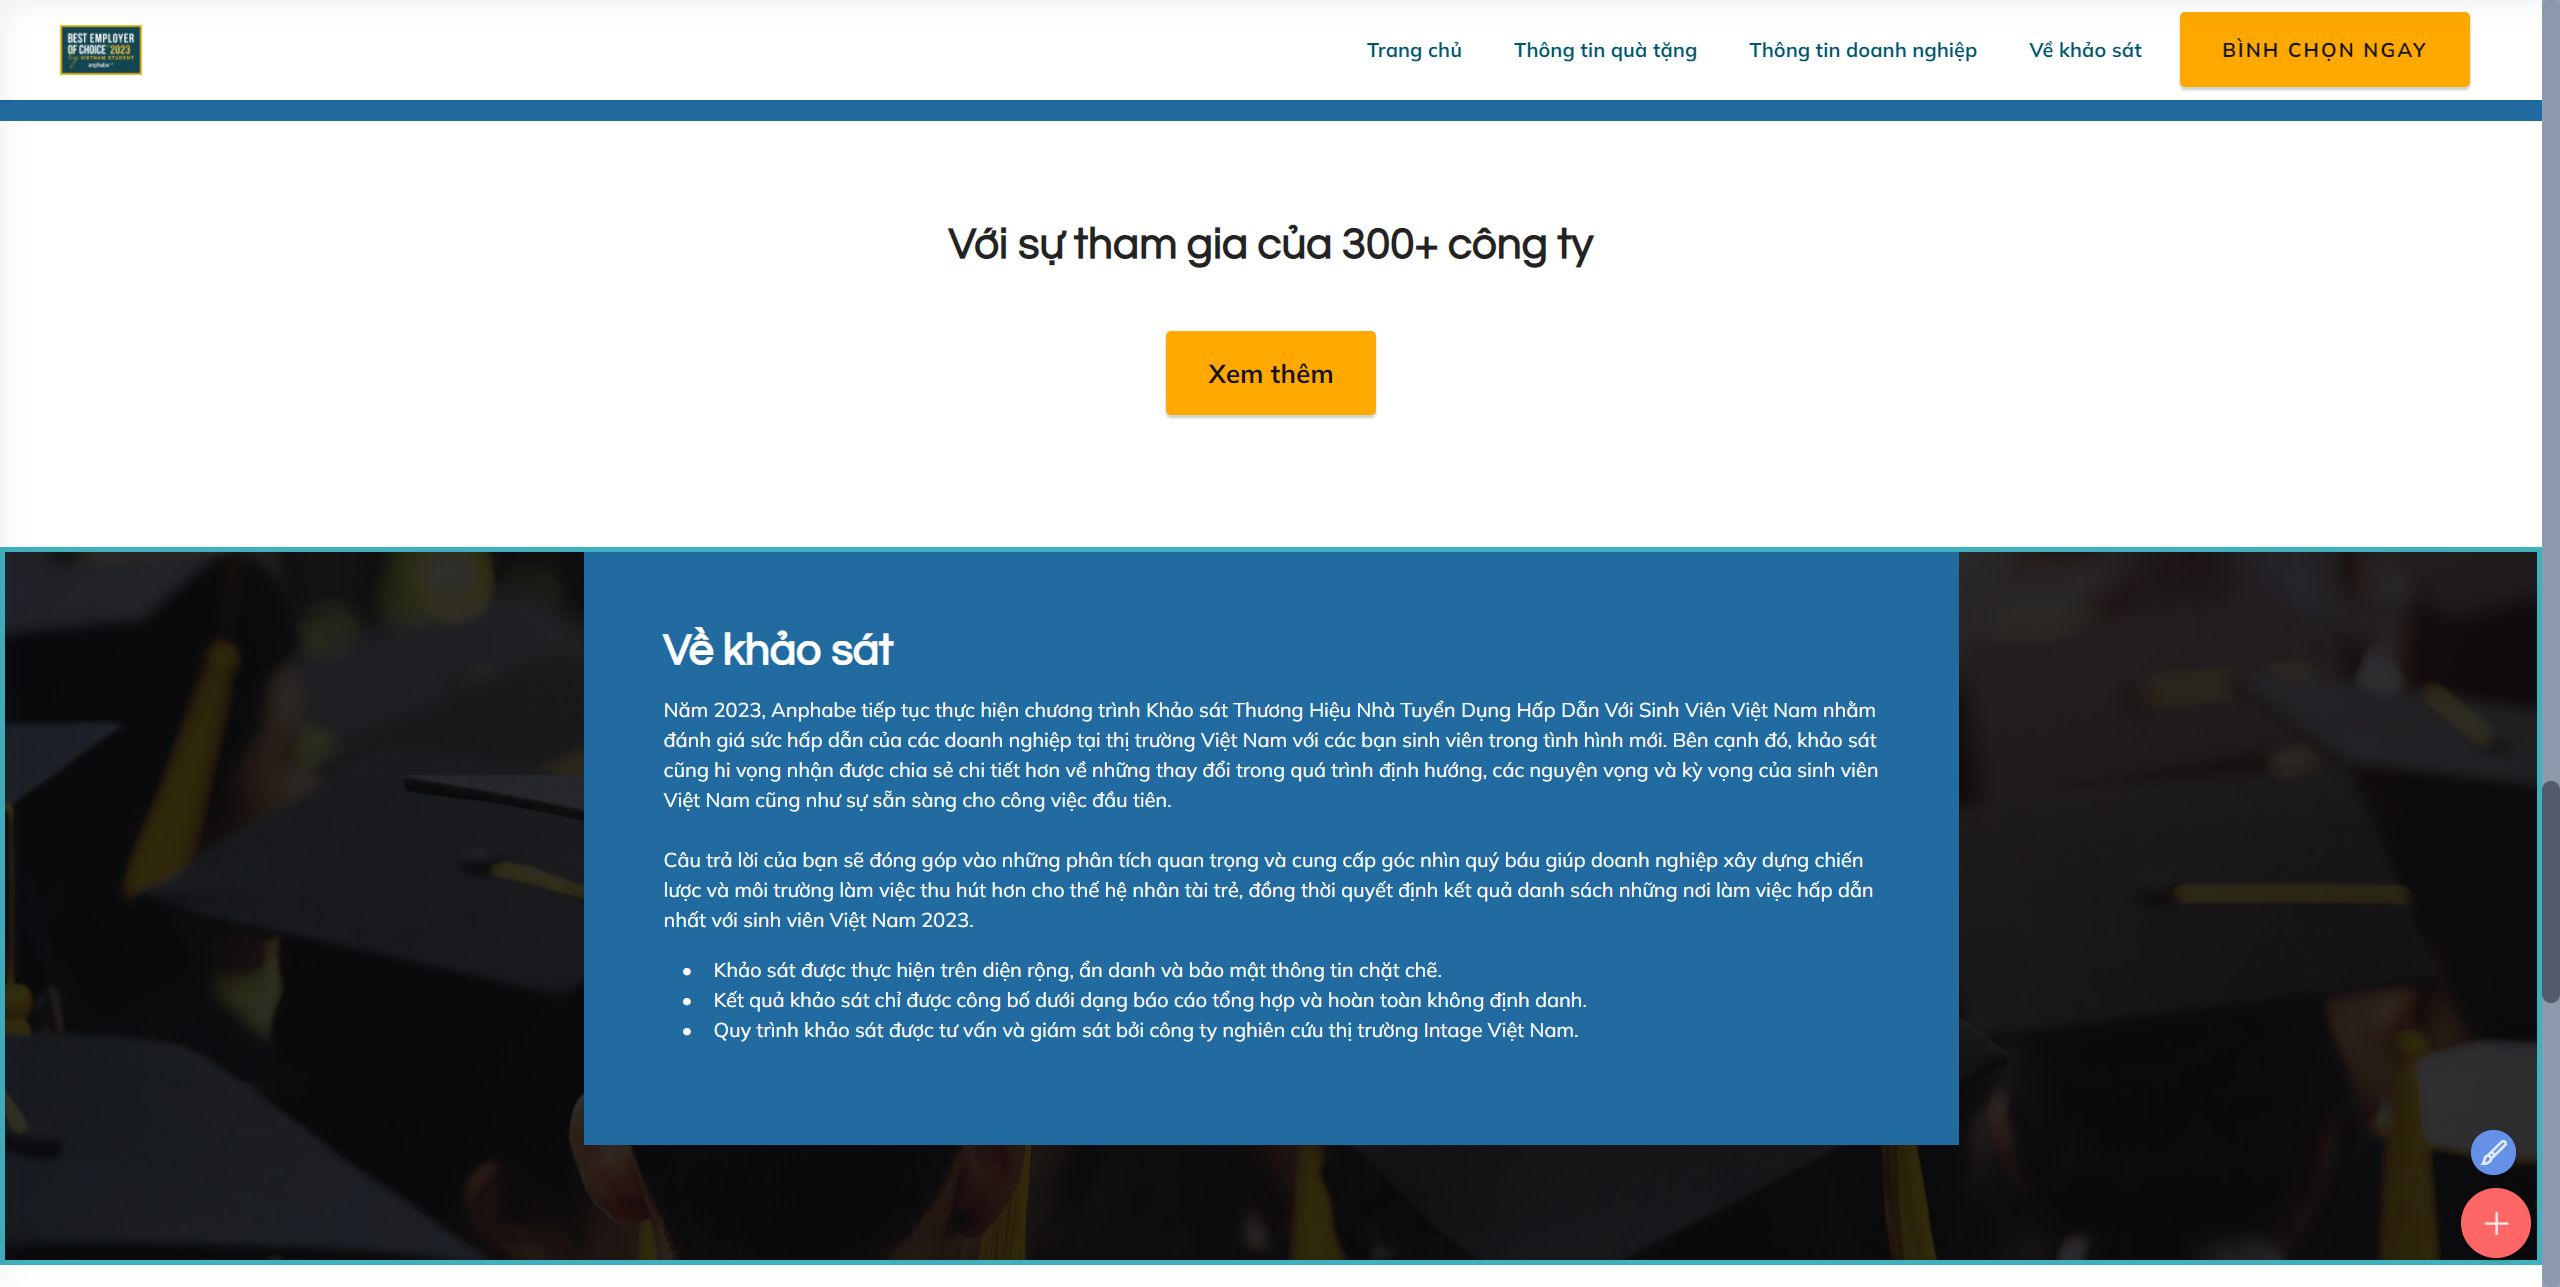 BEST EMPLOYER
OF CHOICE 2023
by VIETNAM STUDENT
anphabe
Trang chủ
Thông tin quà tặng
Thông tin doanh nghiệp
Về khảo sát
BÌNH CHỌN NGAY
Với sự tham gia của 300+ công ty
Xem thêm
Về khảo sát
Năm 2023, Anphabe tiếp tục thực hiện chương trình Khảo sát Thương Hiệu Nhà Tuyển Dụng Hấp Dẫn Với Sinh Viên Việt Nam nhằm
đánh giá sức hấp dẫn của các doanh nghiệp tại thị trường Việt Nam với các bạn sinh viên trong tình hình mới. Bên cạnh đó, khảo sát
cũng hi vọng nhận được chia sẻ chi tiết hơn về những thay đổi trong quá trình định hướng, các nguyện vọng và kỳ vọng của sinh viên
Việt Nam cũng như sự sẵn sàng cho công việc đầu tiên.
Câu trả lời của bạn sẽ đóng góp vào những phân tích quan trọng và cung cấp góc nhìn quý báu giúp doanh nghiệp xây dựng chiến
lược và môi trường làm việc thu hút hơn cho thế hệ nhân tài trẻ, đồng thời quyết định kết quả danh sách những nơi làm việc hấp dẫn
nhất với sinh viên Việt Nam 2023.
• Khảo sát được thực hiện trên diện rộng, ẩn danh và bảo mật thông tin chặt chẽ.
• Kết quả khảo sát chỉ được công bố dưới dạng báo cáo tổng hợp và hoàn toàn không định danh.
• Quy trình khảo sát được tư vấn và giám sát bởi công ty nghiên cứu thị trường Intage Việt Nam.